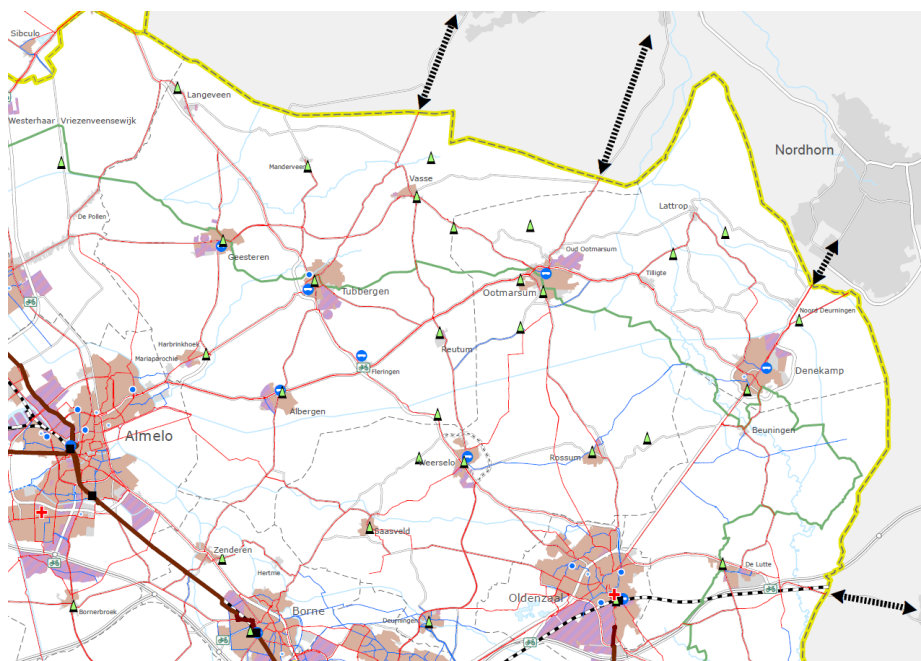 Sibculo
Langeveen
Westerhaar Vriezenveensewijk
Nordhorn
Manderveen
Vasse
De Pollen
Lattrop
Geesteren
Oud Ootmarsum
Tilligte
Tubbergen
Ootmarsum
Noord Deurningen
Harbrinkhoek
Mariaparochie
Reutum
Fleringen
Denekamp
Albergen
Almelo
Beuningen
Weerselo
Rossum
Saasveld
Zenderen
Hertme
De Lutte
Oldenzaal
Bornerbroek
Borne
Deurningen